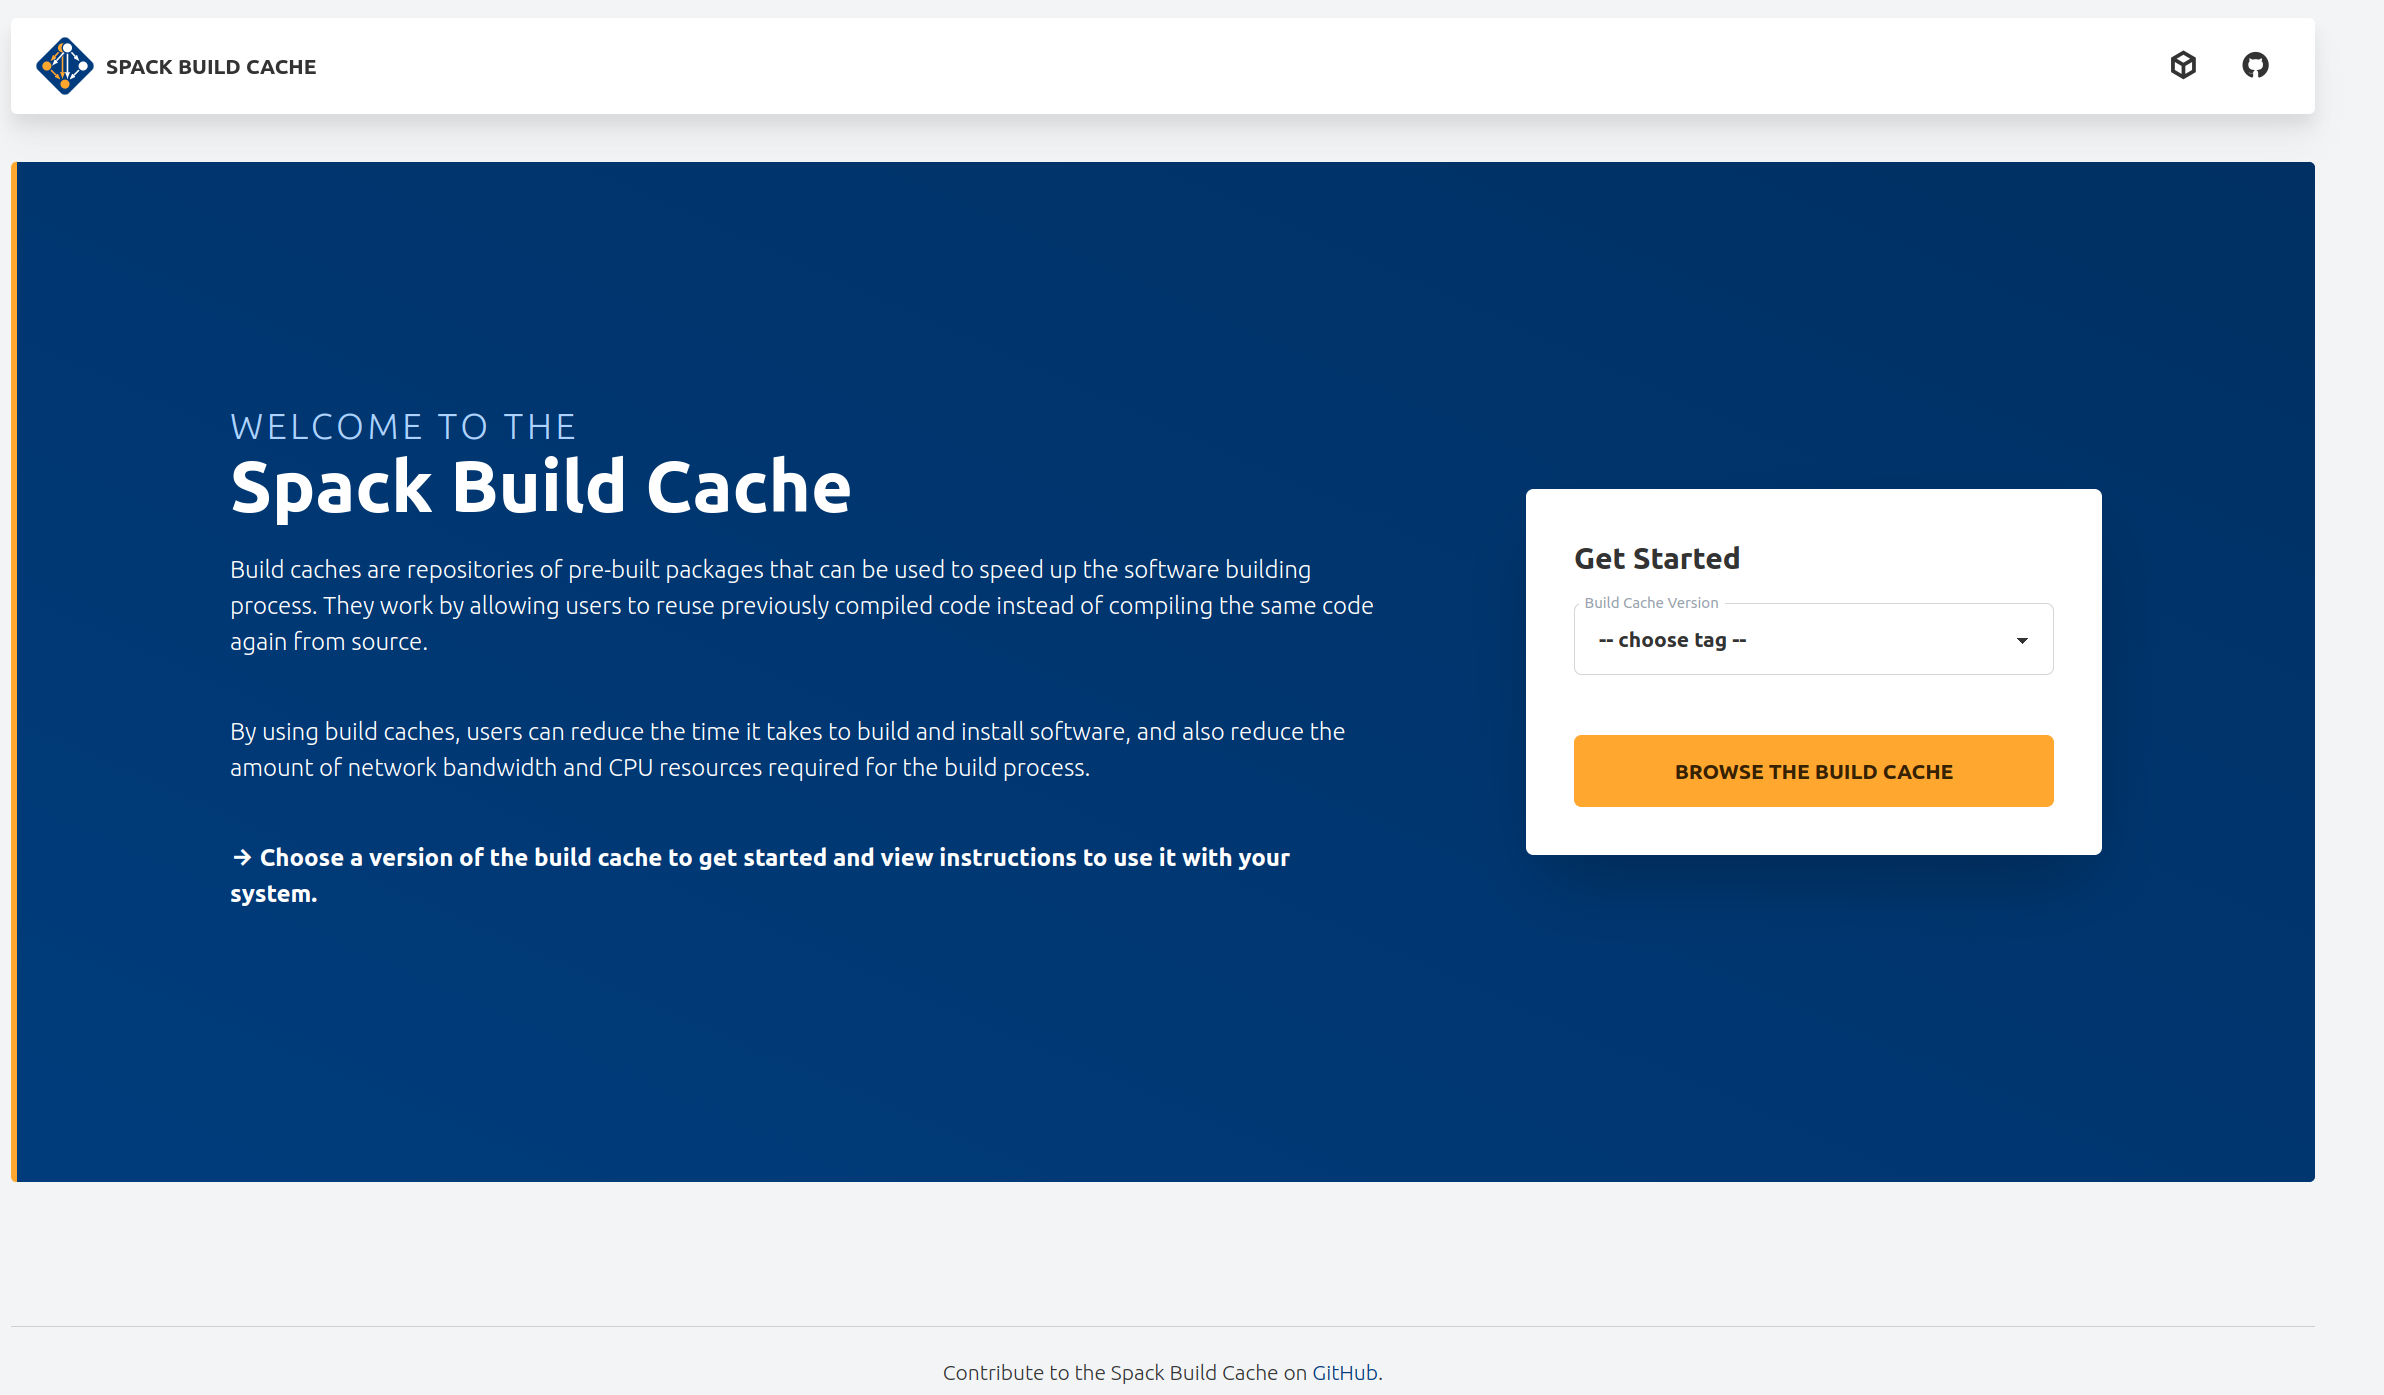 SPACK BUILD CACHE
WELCOME TO THE
Spack Build Cache
Build caches are repositories of pre-built packages that can be used to speed up the software building
process. They work by allowing users to reuse previously compiled code instead of compiling the same code
again from source.
By using build caches, users can reduce the time it takes to build and install software, and also reduce the
amount of network bandwidth and CPU resources required for the build process.
→ Choose a version of the build cache to get started and view instructions to use it with your
system.
Get Started
Build Cache Version
-- choose tag --
BROWSE THE BUILD CACHE
Contribute to the Spack Build Cache on GitHub.